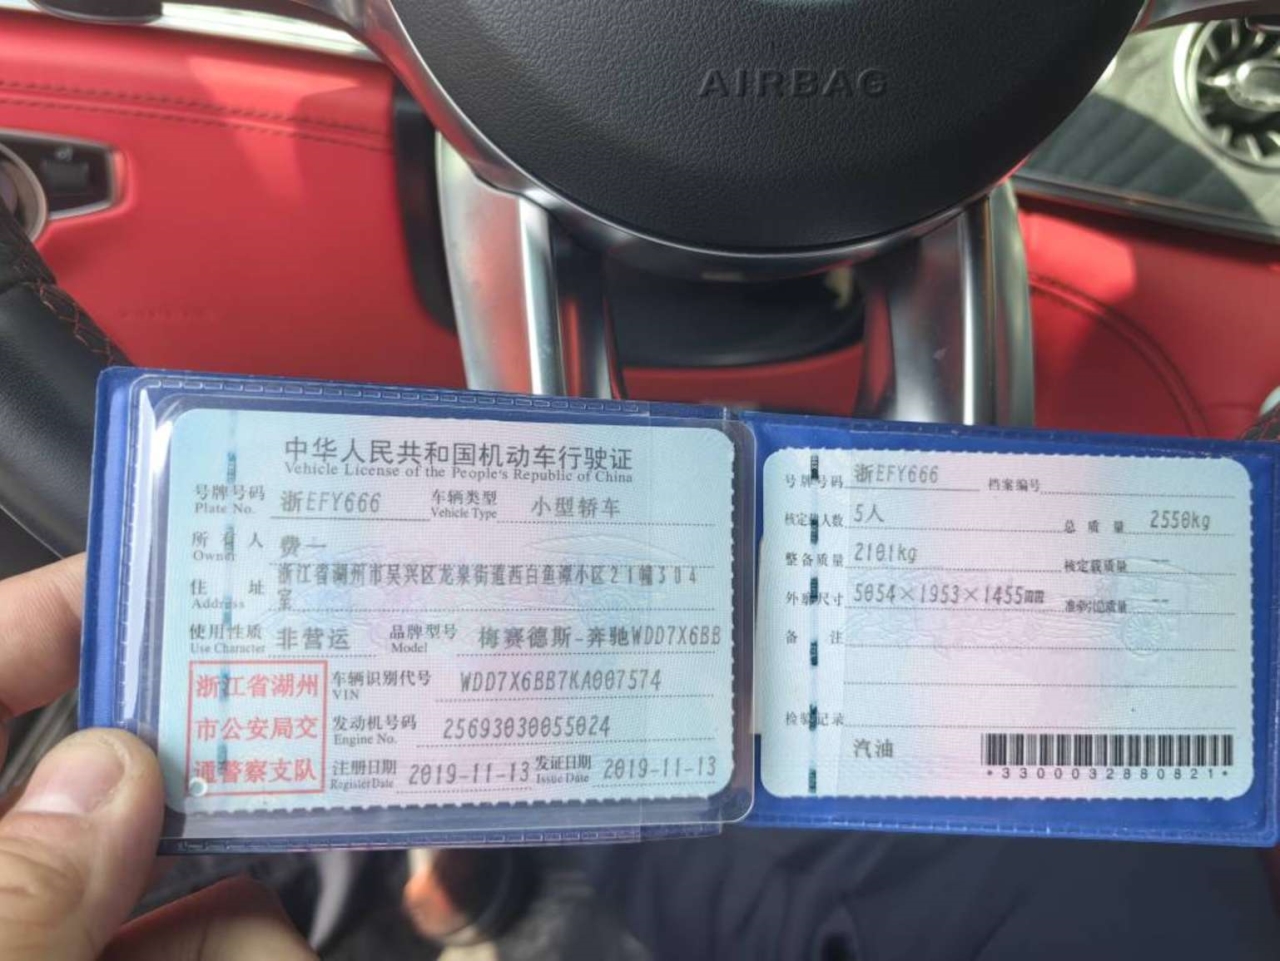 AIRBAG
中华人民共和国机动车行驶证
Vehicle License of the People's Republic of China
号牌号码 浙EFY666 车辆类型 小型轿车
Plate No. Vehicle Type
所有人 费一
Owner
住址 浙江省湖州市吴兴区龙泉街道西白鱼潭小区21幢304
Address 室
使用性质 非营运 品牌型号 梅赛德斯-奔驰WDD7X6BB
Use Character Model
浙江省湖州
市公安局交
通警察支队
车辆识别代号 WDD7X6BB7KA007574
VIN
发动机号码 25693030055024
Engine No.
注册日期 2019-11-13 发证日期 2019-11-13
Register Date Issue Date
号牌号码 浙EFY666 档案编号
核定人数 5人 总质量 2550kg
整备质量 2101kg 核定载质量 --
外廓尺寸 5054×1953×1455 准牵引总质量 --
备注
检验记录
汽油
*3300032880821*